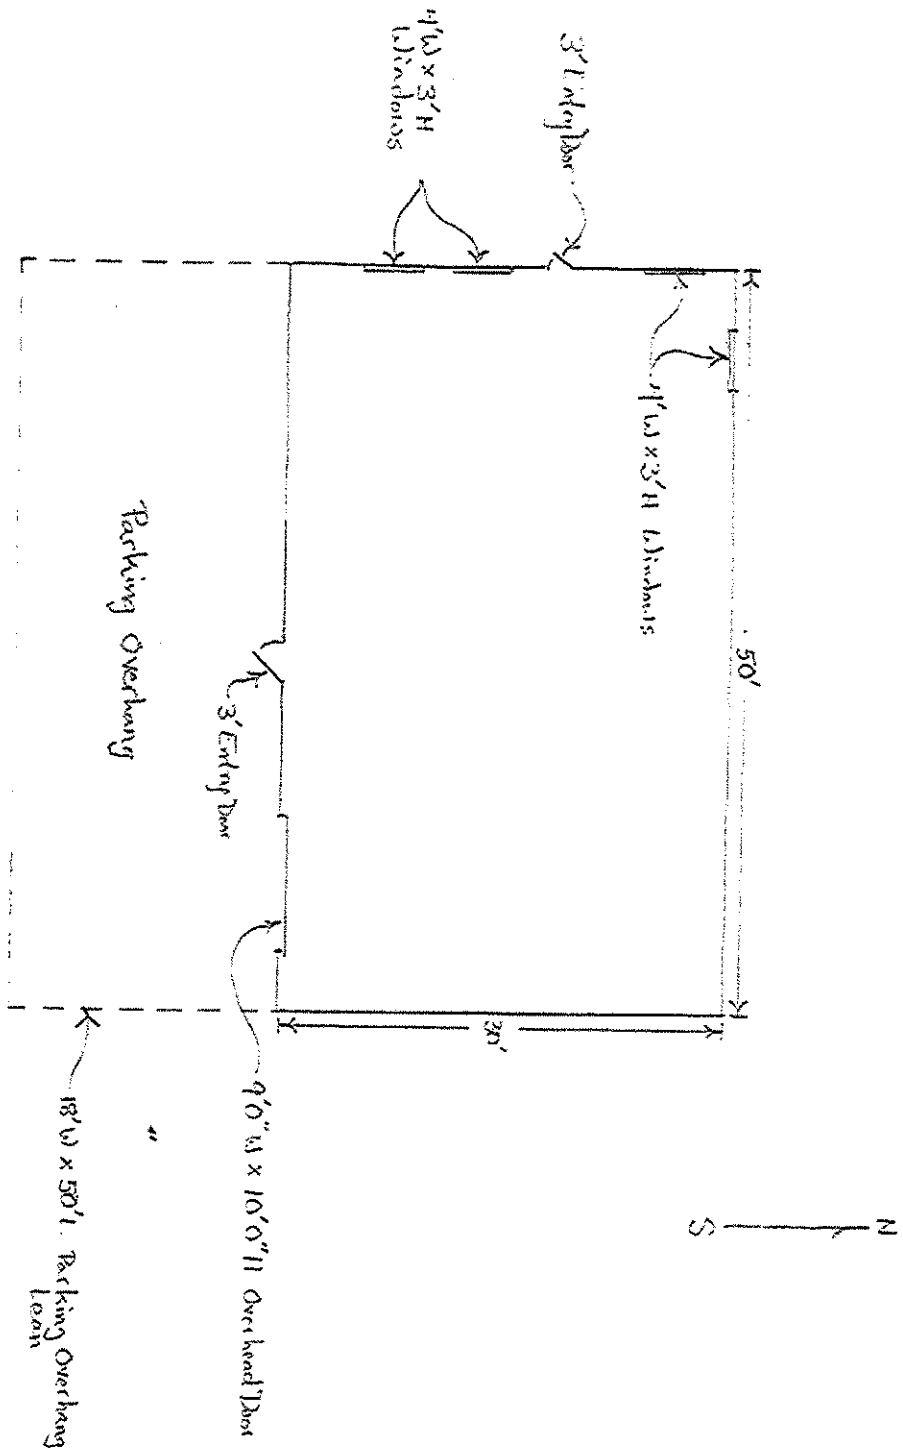 4'W x 3'H
Windows
3' Entry Door
4'W x 3'H Windows
50'
Parking Overhang
3' Entry Door
30'
9'0"W x 10'0"H Overhead Door
18'W x 50'L Parking Overhang
Lean
N
S